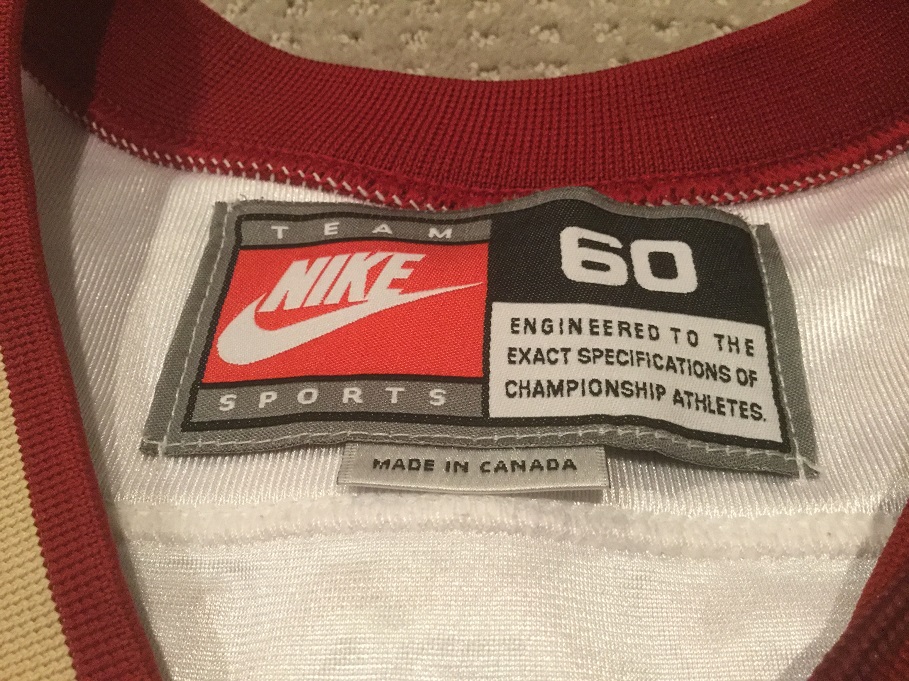 TEAM
NIKE
SPORTS
60
ENGINEERED TO THE
EXACT SPECIFICATIONS OF
CHAMPIONSHIP ATHLETES.
MADE IN CANADA